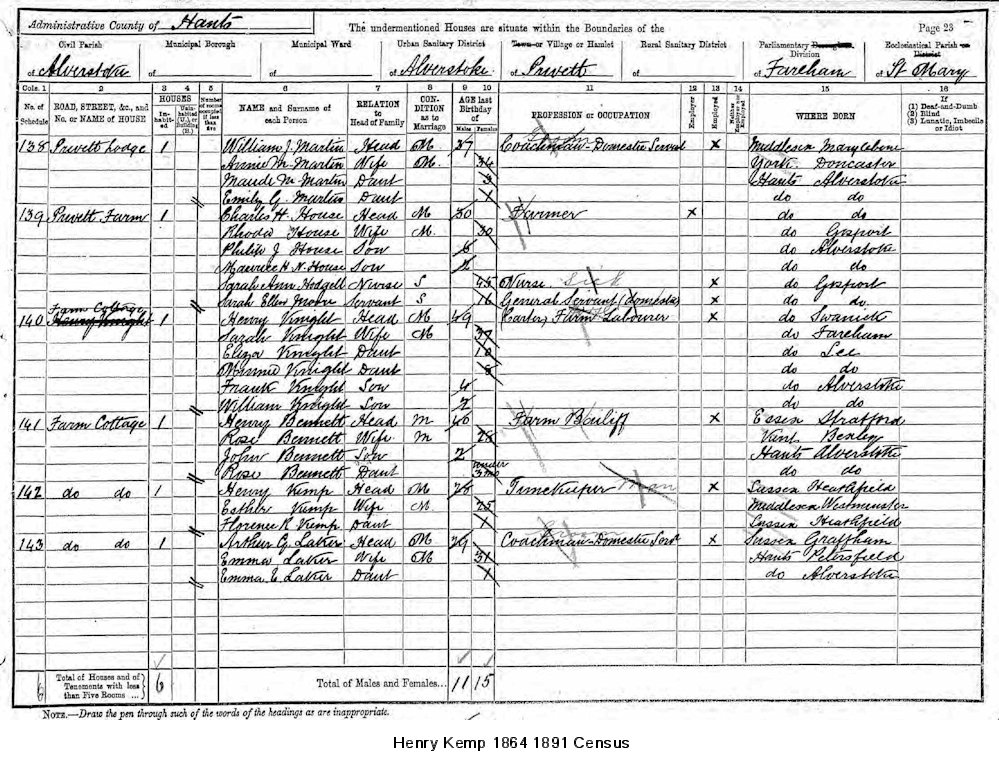 Administrative County of Hants The undermentioned Houses are situate within the Boundaries of the Page 23
Civil Parish Municipal Borough Municipal Ward Urban Sanitary District Town or Village or Hamlet Rural Sanitary District Parliamentary Borough or Division Ecclesiastical Parish or District
of Alverstoke of of of Alverstoke of Privett of of Fareham of St Mary
Cols. 1 2 3 4 5 6 7 8 9 10 11 12 13 14 15 16
No. of Schedule ROAD, STREET, &c., and No. or NAME of HOUSE HOUSES Inhabited Uninhabited (U.), or Building (B.) Number of rooms occupied if less than five NAME and Surname of each Person RELATION to Head of Family CONDITION as to Marriage AGE last Birthday of Males Females PROFESSION or OCCUPATION Employer Employed Neither Employer nor Employed WHERE BORN If (1) Deaf-and-Dumb (2) Blind (3) Lunatic, Imbecile or Idiot
138 Privett Lodge 1 William J. Martin Head M 37 Coachman-Domestic Servant x Middlesex Marylebone
Annie M. Martin Wife M. 34 York Doncaster
Maude M. Martin Daut 3 Hants Alverstoke
Emily G. Martin Daut 1 do do
139 Privett Farm 1 Charles H. House Head M 30 Farmer x do do
Rhoda House Wife M. 30 do Gosport
Philip J House Son 6 do Alverstoke
Maurice H. N. House Son 2 do do
Sarah Ann Hodgell Nurse S 45 Nurse Sick x do Gosport
Sarah Ellen Moore Servant S 16 General Servant (domestic) x do do
140 Farm Cottage Henry Knight 1 Henry Knight Head M 49 Carter, Farm Labourer x do Swanick
Sarah Knight Wife M 37 do Fareham
Eliza Knight Daut 10 do Lee
Minnie Knight Daut 8 do do
Frank Knight Son 4 do Alverstoke
William Knight Son 2 do do
141 Farm Cottage 1 Henry Bennett Head M 40 Farm Bailiff x Essex Stratford
Rose Bennett Wife M 28 Kent Bexley
John Bennett Son 2 Hants Alverstoke
Rose Bennett Daut under 3 mo do do
142 do do 1 Henry Kemp Head M 28 Timekeeper Man x Sussex Heathfield
Esther Kemp Wife M. 25 Middlesex Westminster
Florence R Kemp Daut 1 Sussex Heathfield
143 do do 1 Arthur G Laker Head M. 29 Coachman-Domestic Servt x Sussex Graffham
Emma Laker Wife M 31 Hants Petersfield
Emma E. Laker Daut 1 do Alverstoke
6 Total of Houses and of Tenements with less than Five Rooms ... 6 Total of Males and Females... 11 15
NOTE.—Draw the pen through such of the words of the headings as are inappropriate.
Henry Kemp 1864 1891 Census